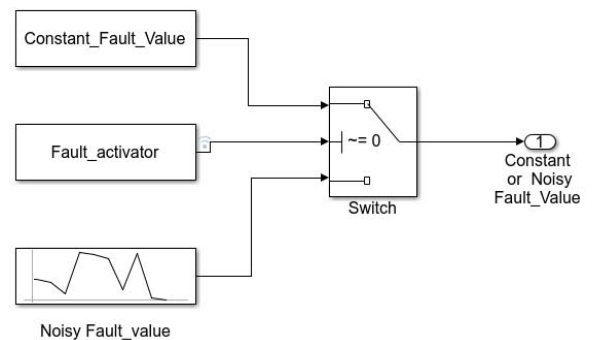 Constant_Fault_Value
Fault_activator
~= 0
Switch
1
Constant
or Noisy
Fault_Value
Noisy Fault_value